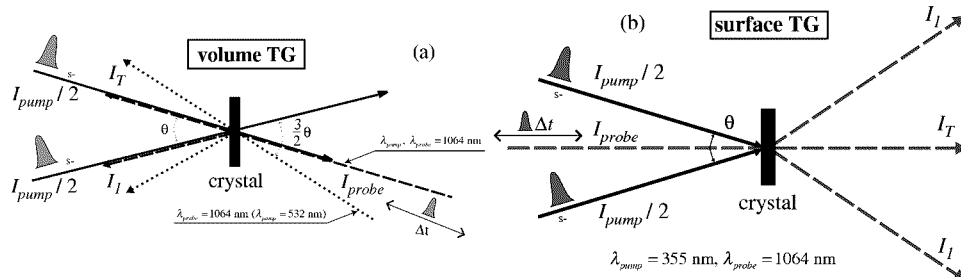 volume TG
(a)
I_T
s-
I_pump / 2
θ
3/2 θ
λ_pump, λ_probe = 1064 nm
s-
I_pump / 2
I_1
crystal
I_probe
λ_probe = 1064 nm (λ_pump = 532 nm)
Δt
(b)
surface TG
I_1
I_pump / 2
s-
Δt
I_probe
θ
I_T
s-
I_pump / 2
crystal
I_1
λ_pump = 355 nm, λ_probe = 1064 nm